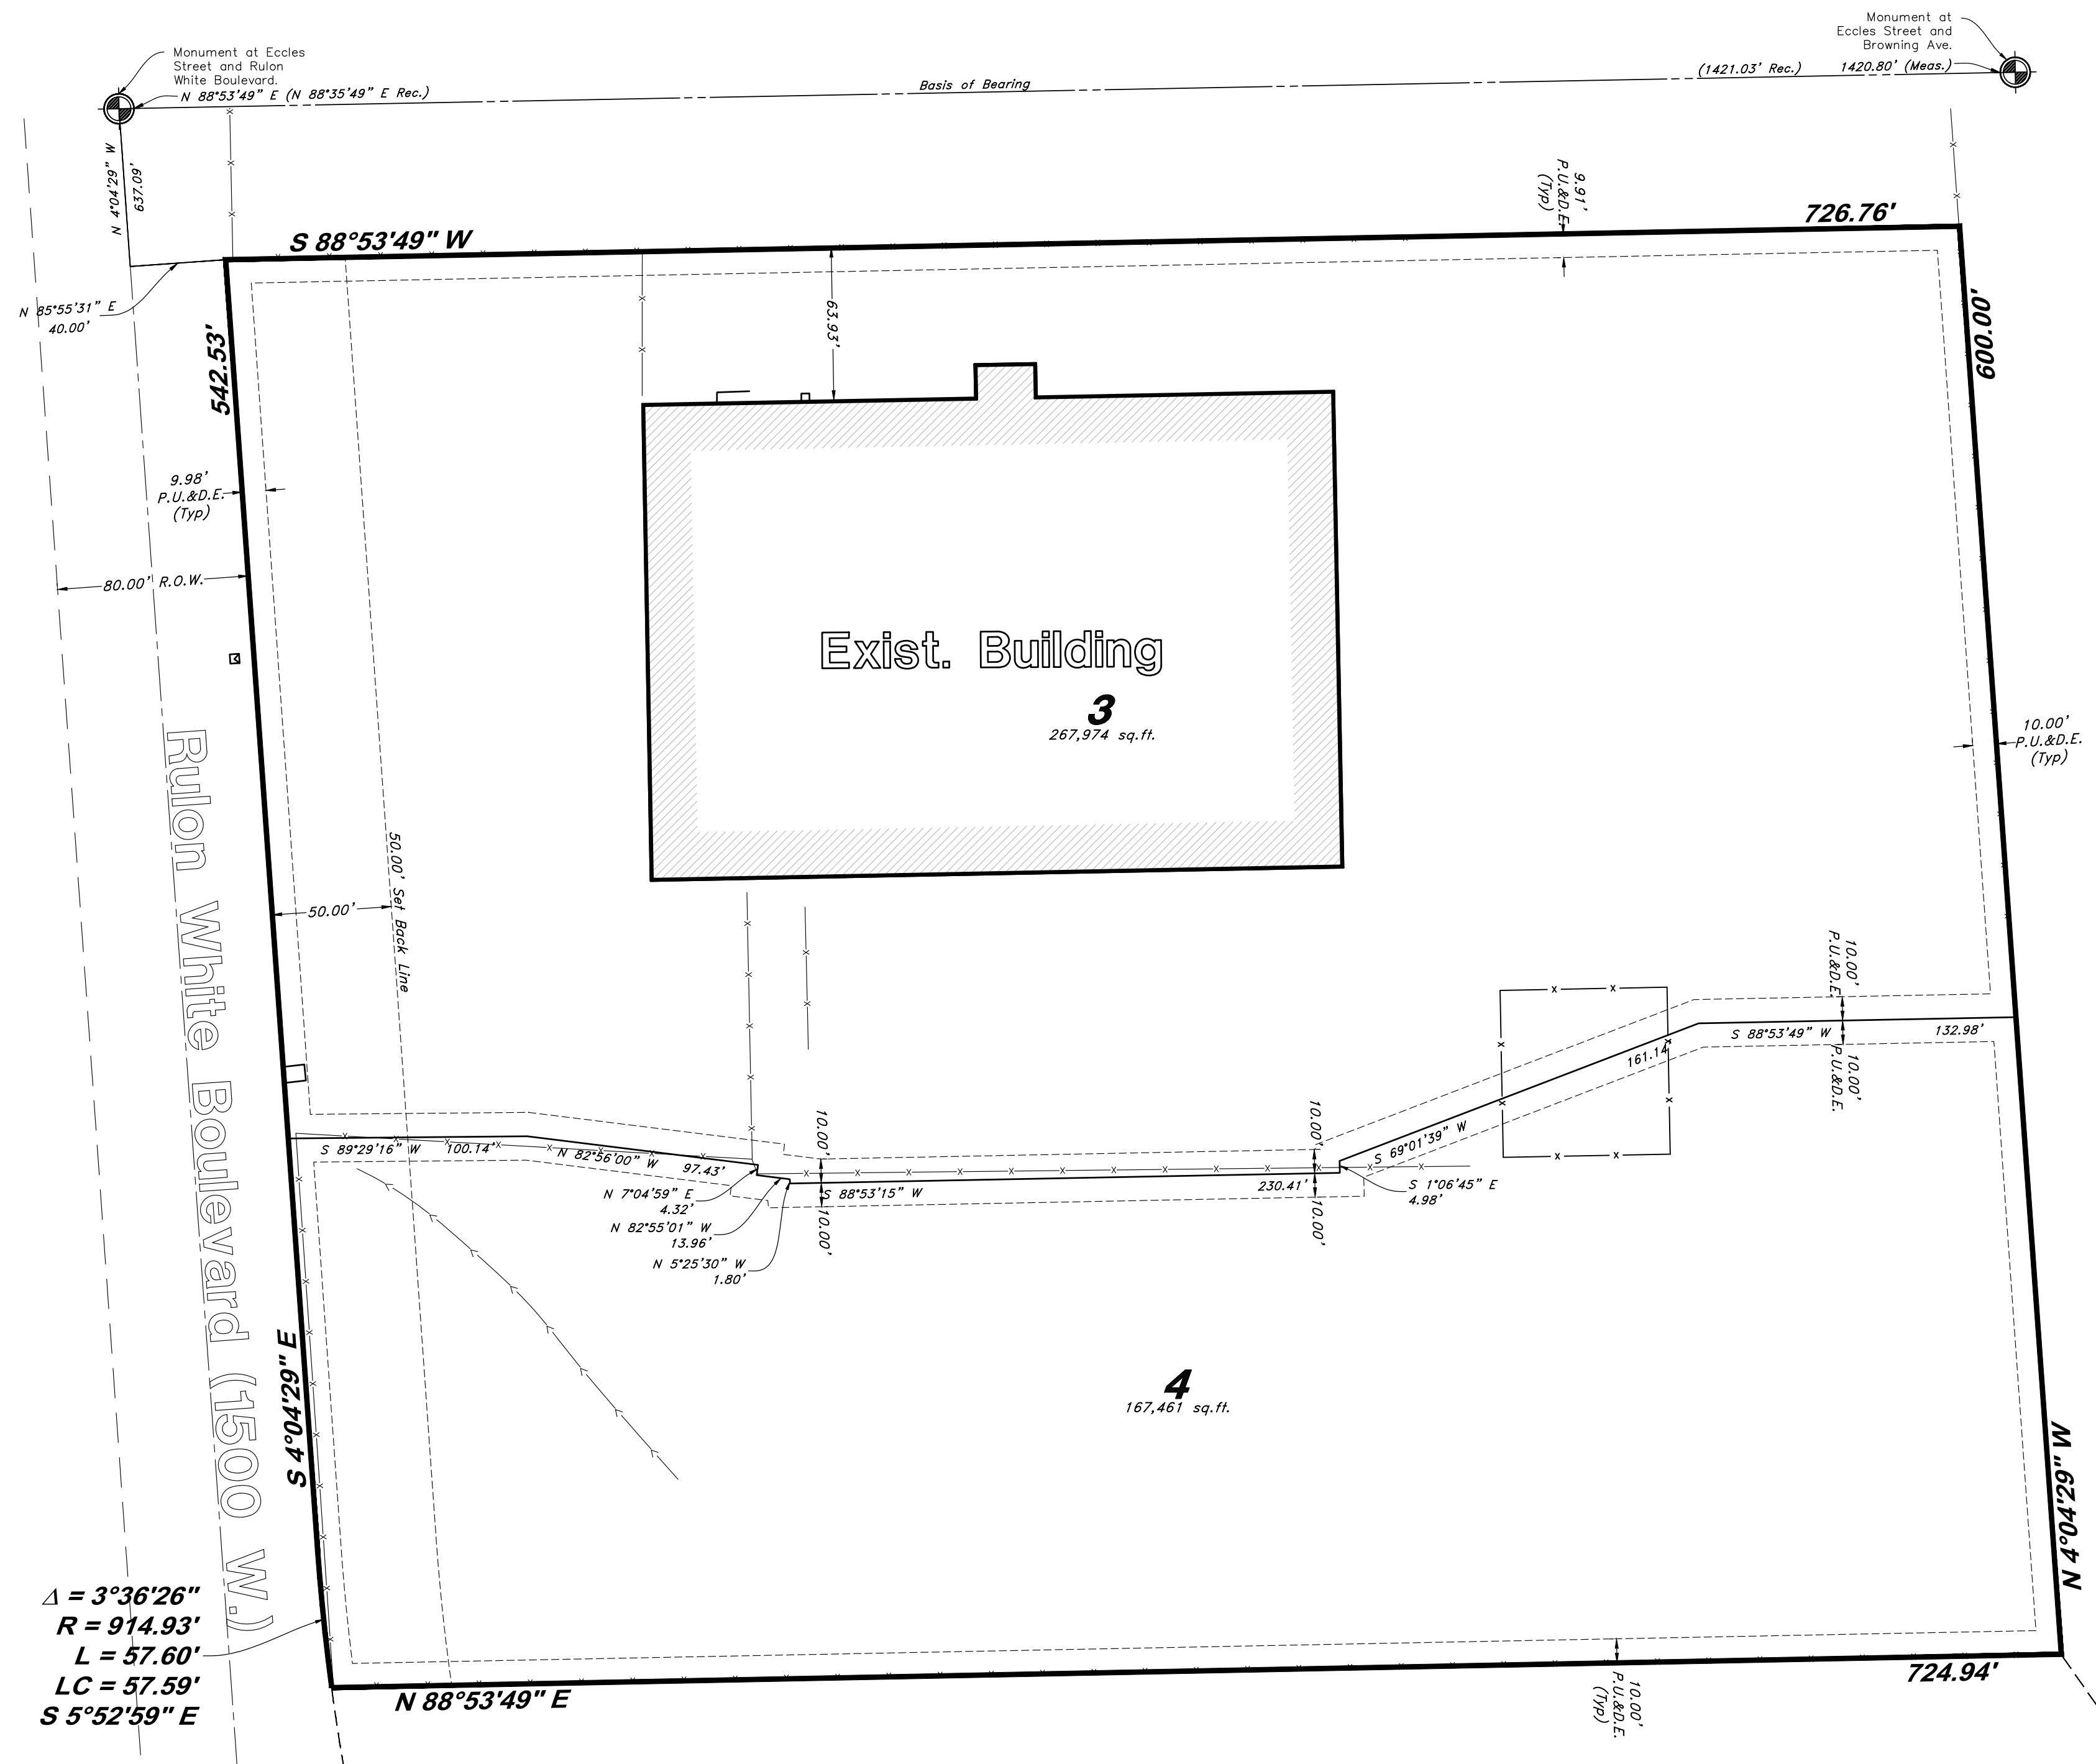 Monument at
Eccles Street and
Browning Ave.
Monument at Eccles
Street and Rulon
White Boulevard.
N 88°53'49" E (N 88°35'49" E Rec.)
Basis of Bearing
(1421.03' Rec.)
1420.80' (Meas.)
N 4°04'29" W
637.09'
9.91'
P.U.&D.E.
(Typ)
S 88°53'49" W
726.76'
N 85°55'31" E
40.00'
63.93'
542.53'
600.00'
9.98'
P.U.&D.E.
(Typ)
80.00' R.O.W.
Exist. Building
3
267,974 sq.ft.
10.00'
P.U.&D.E.
(Typ)
Rulon White Boulevard (1500 W.)
50.00' Set Back Line
50.00'
10.00'
P.U.&D.E.
S 88°53'49" W
132.98'
10.00'
P.U.&D.E.
161.14'
S 69°01'39" W
S 89°29'16" W
100.14'
N 82°56'00" W
97.43'
10.00'
10.00'
N 7°04'59" E
4.32'
S 88°53'15" W
230.41'
S 1°06'45" E
4.98'
N 82°55'01" W
13.96'
10.00'
10.00'
N 5°25'30" W
1.80'
4
167,461 sq.ft.
S 4°04'29" E
N 4°04'29" W
Δ = 3°36'26"
R = 914.93'
L = 57.60'
LC = 57.59'
S 5°52'59" E
N 88°53'49" E
724.94'
10.00'
P.U.&D.E.
(Typ)